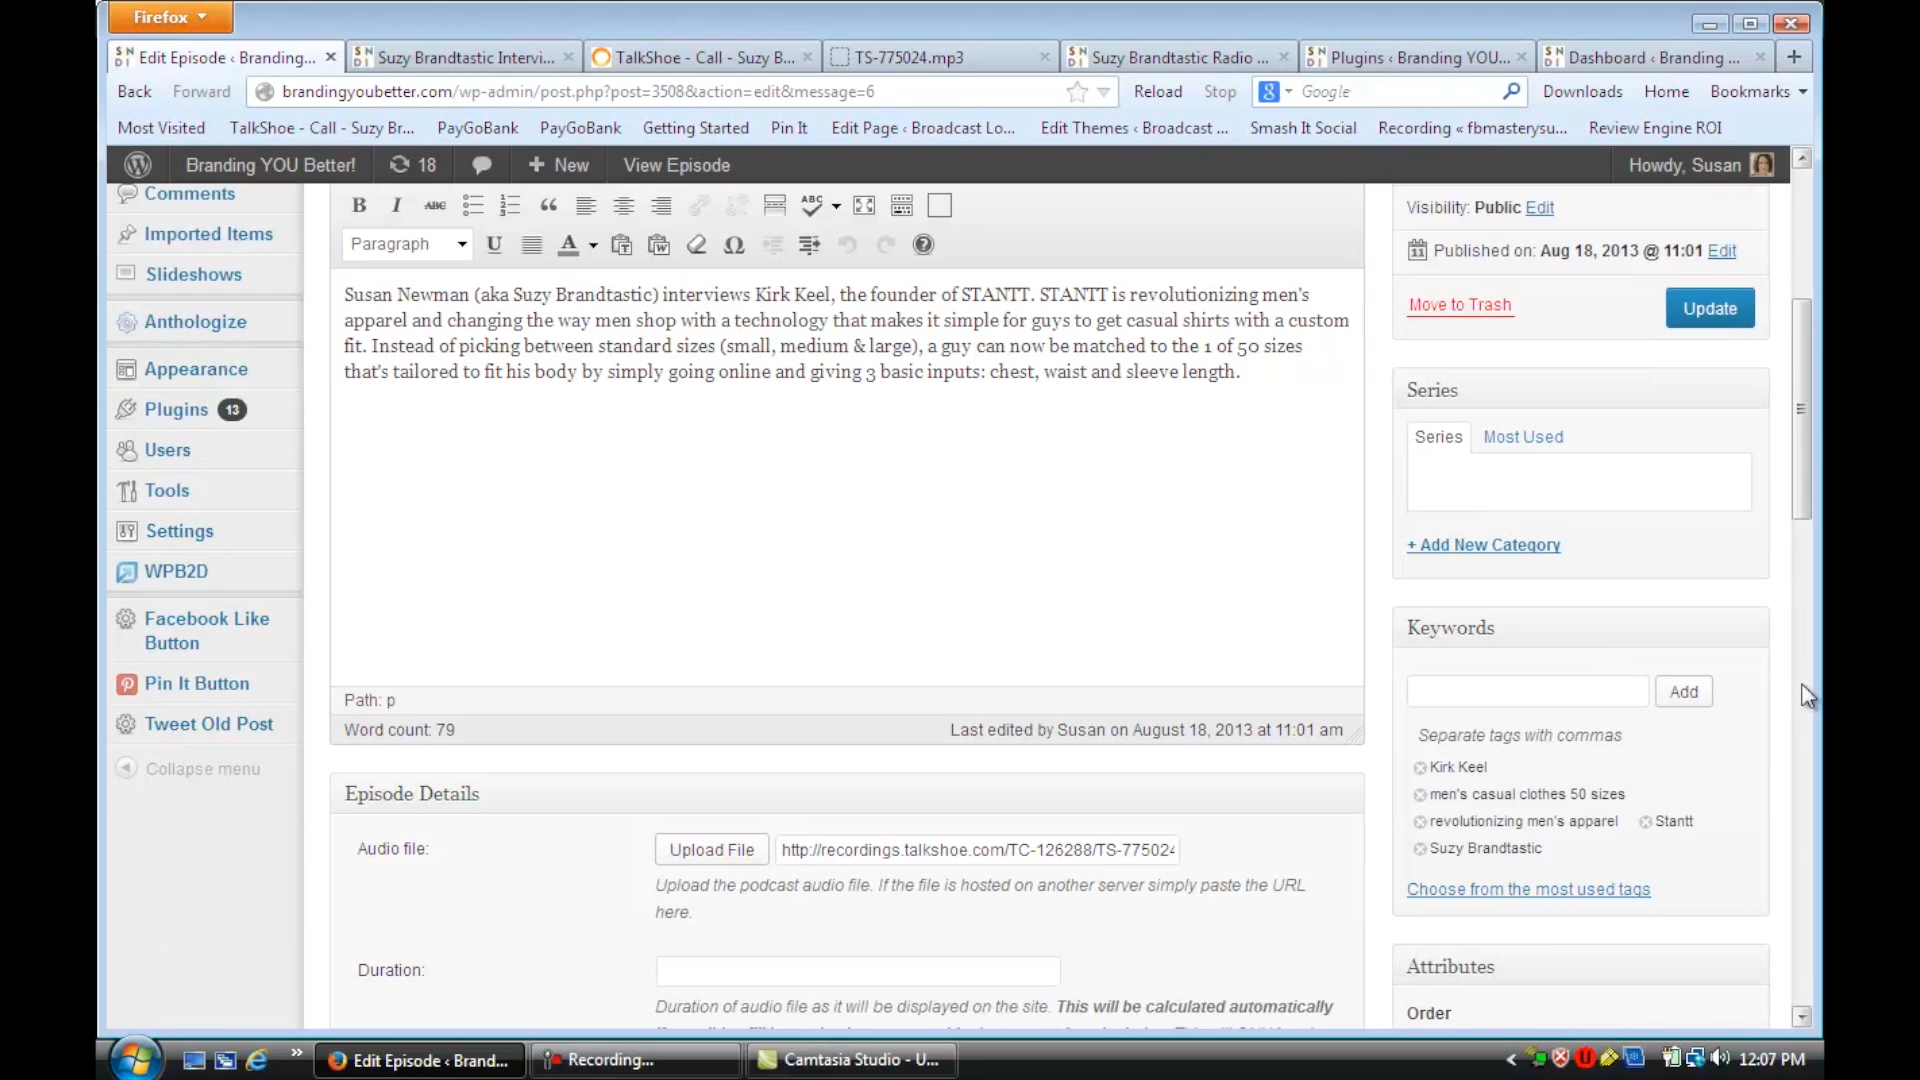 Firefox
Edit Episode ‹ Branding...
Suzy Brandtastic Intervi...
TalkShoe - Call - Suzy B...
TS-775024.mp3
Suzy Brandtastic Radio ...
Plugins ‹ Branding YOU...
Dashboard ‹ Branding ...
Back Forward brandingyoubetter.com/wp-admin/post.php?post=3508&action=edit&message=6 Reload Stop Google Downloads Home Bookmarks
Most Visited TalkShoe - Call - Suzy Br... PayGoBank PayGoBank Getting Started Pin It Edit Page ‹ Broadcast Lo... Edit Themes ‹ Broadcast ... Smash It Social Recording « fbmasterysu... Review Engine ROI
Branding YOU Better! 18 + New View Episode Howdy, Susan
Comments
Imported Items
Slideshows
Anthologize
Appearance
Plugins 13
Users
Tools
Settings
WPB2D
Facebook Like
Button
Pin It Button
Tweet Old Post
Collapse menu
B I ABC ABC
Paragraph U A
Susan Newman (aka Suzy Brandtastic) interviews Kirk Keel, the founder of STANTT. STANTT is revolutionizing men's
apparel and changing the way men shop with a technology that makes it simple for guys to get casual shirts with a custom
fit. Instead of picking between standard sizes (small, medium & large), a guy can now be matched to the 1 of 50 sizes
that's tailored to fit his body by simply going online and giving 3 basic inputs: chest, waist and sleeve length.
Path: p
Word count: 79 Last edited by Susan on August 18, 2013 at 11:01 am
Episode Details
Audio file: Upload File http://recordings.talkshoe.com/TC-126288/TS-775024
Upload the podcast audio file. If the file is hosted on another server simply paste the URL
here.
Duration:
Duration of audio file as it will be displayed on the site. This will be calculated automatically
Visibility: Public Edit
Published on: Aug 18, 2013 @ 11:01 Edit
Move to Trash Update
Series
Series Most Used
+ Add New Category
Keywords
Add
Separate tags with commas
Kirk Keel
men's casual clothes 50 sizes
revolutionizing men's apparel Stantt
Suzy Brandtastic
Choose from the most used tags
Attributes
Order
Edit Episode ‹ Brand... Recording... Camtasia Studio - U... 12:07 PM